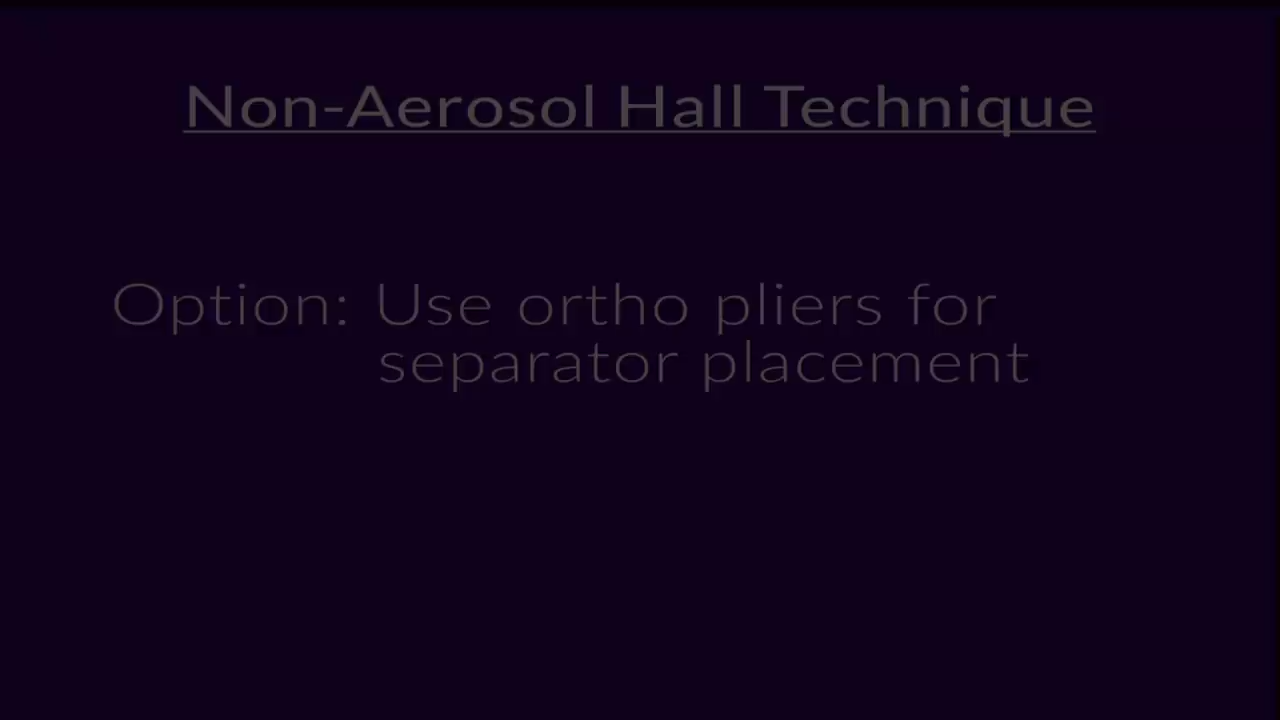 Non-Aerosol Hall Technique
Option: Use ortho pliers for
separator placement